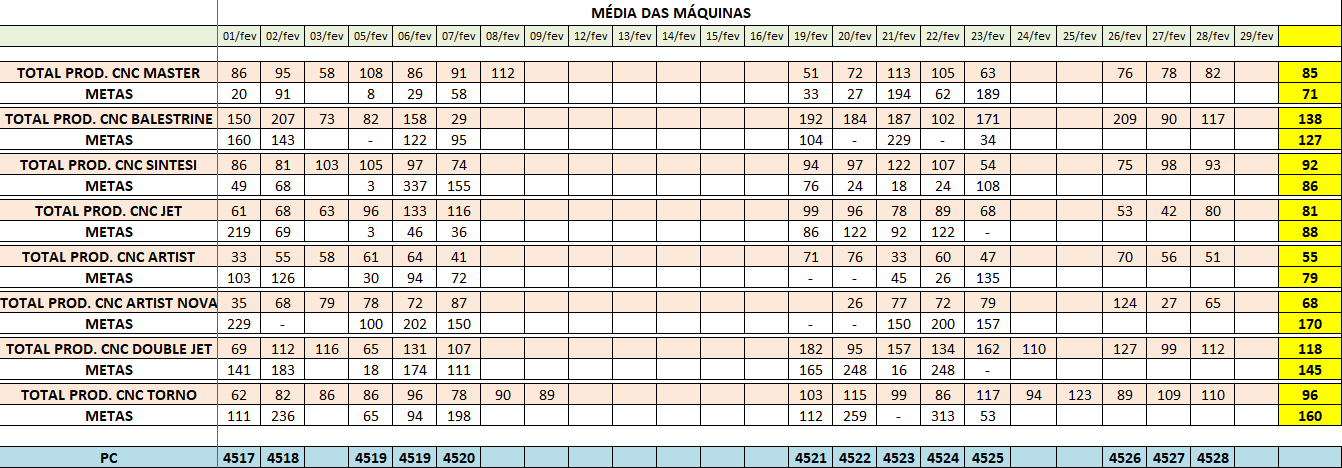 MÉDIA DAS MÁQUINAS
01/fev 02/fev 03/fev 05/fev 06/fev 07/fev 08/fev 09/fev 12/fev 13/fev 14/fev 15/fev 16/fev 19/fev 20/fev 21/fev 22/fev 23/fev 24/fev 25/fev 26/fev 27/fev 28/fev 29/fev
TOTAL PROD. CNC MASTER 86 95 58 108 86 91 112 51 72 113 105 63 76 78 82 85
METAS 20 91 8 29 58 33 27 194 62 189 71
TOTAL PROD. CNC BALESTRINE 150 207 73 82 158 29 192 184 187 102 171 209 90 117 138
METAS 160 143 - 122 95 104 - 229 - 34 127
TOTAL PROD. CNC SINTESI 86 81 103 105 97 74 94 97 122 107 54 75 98 93 92
METAS 49 68 3 337 155 76 24 18 24 108 86
TOTAL PROD. CNC JET 61 68 63 96 133 116 99 96 78 89 68 53 42 80 81
METAS 219 69 3 46 36 86 122 92 122 - 88
TOTAL PROD. CNC ARTIST 33 55 58 61 64 41 71 76 33 60 47 70 56 51 55
METAS 103 126 30 94 72 - - 45 26 135 79
TOTAL PROD. CNC ARTIST NOVA 35 68 79 78 72 87 26 77 72 79 124 27 65 68
METAS 229 - 100 202 150 - - 150 200 157 170
TOTAL PROD. CNC DOUBLE JET 69 112 116 65 131 107 182 95 157 134 162 110 127 99 112 118
METAS 141 183 18 174 111 165 248 16 248 - 145
TOTAL PROD. CNC TORNO 62 82 86 86 96 78 90 89 103 115 99 86 117 94 123 89 109 110 96
METAS 111 236 65 94 198 112 259 - 313 53 160
PC 4517 4518 4519 4519 4520 4521 4522 4523 4524 4525 4526 4527 4528